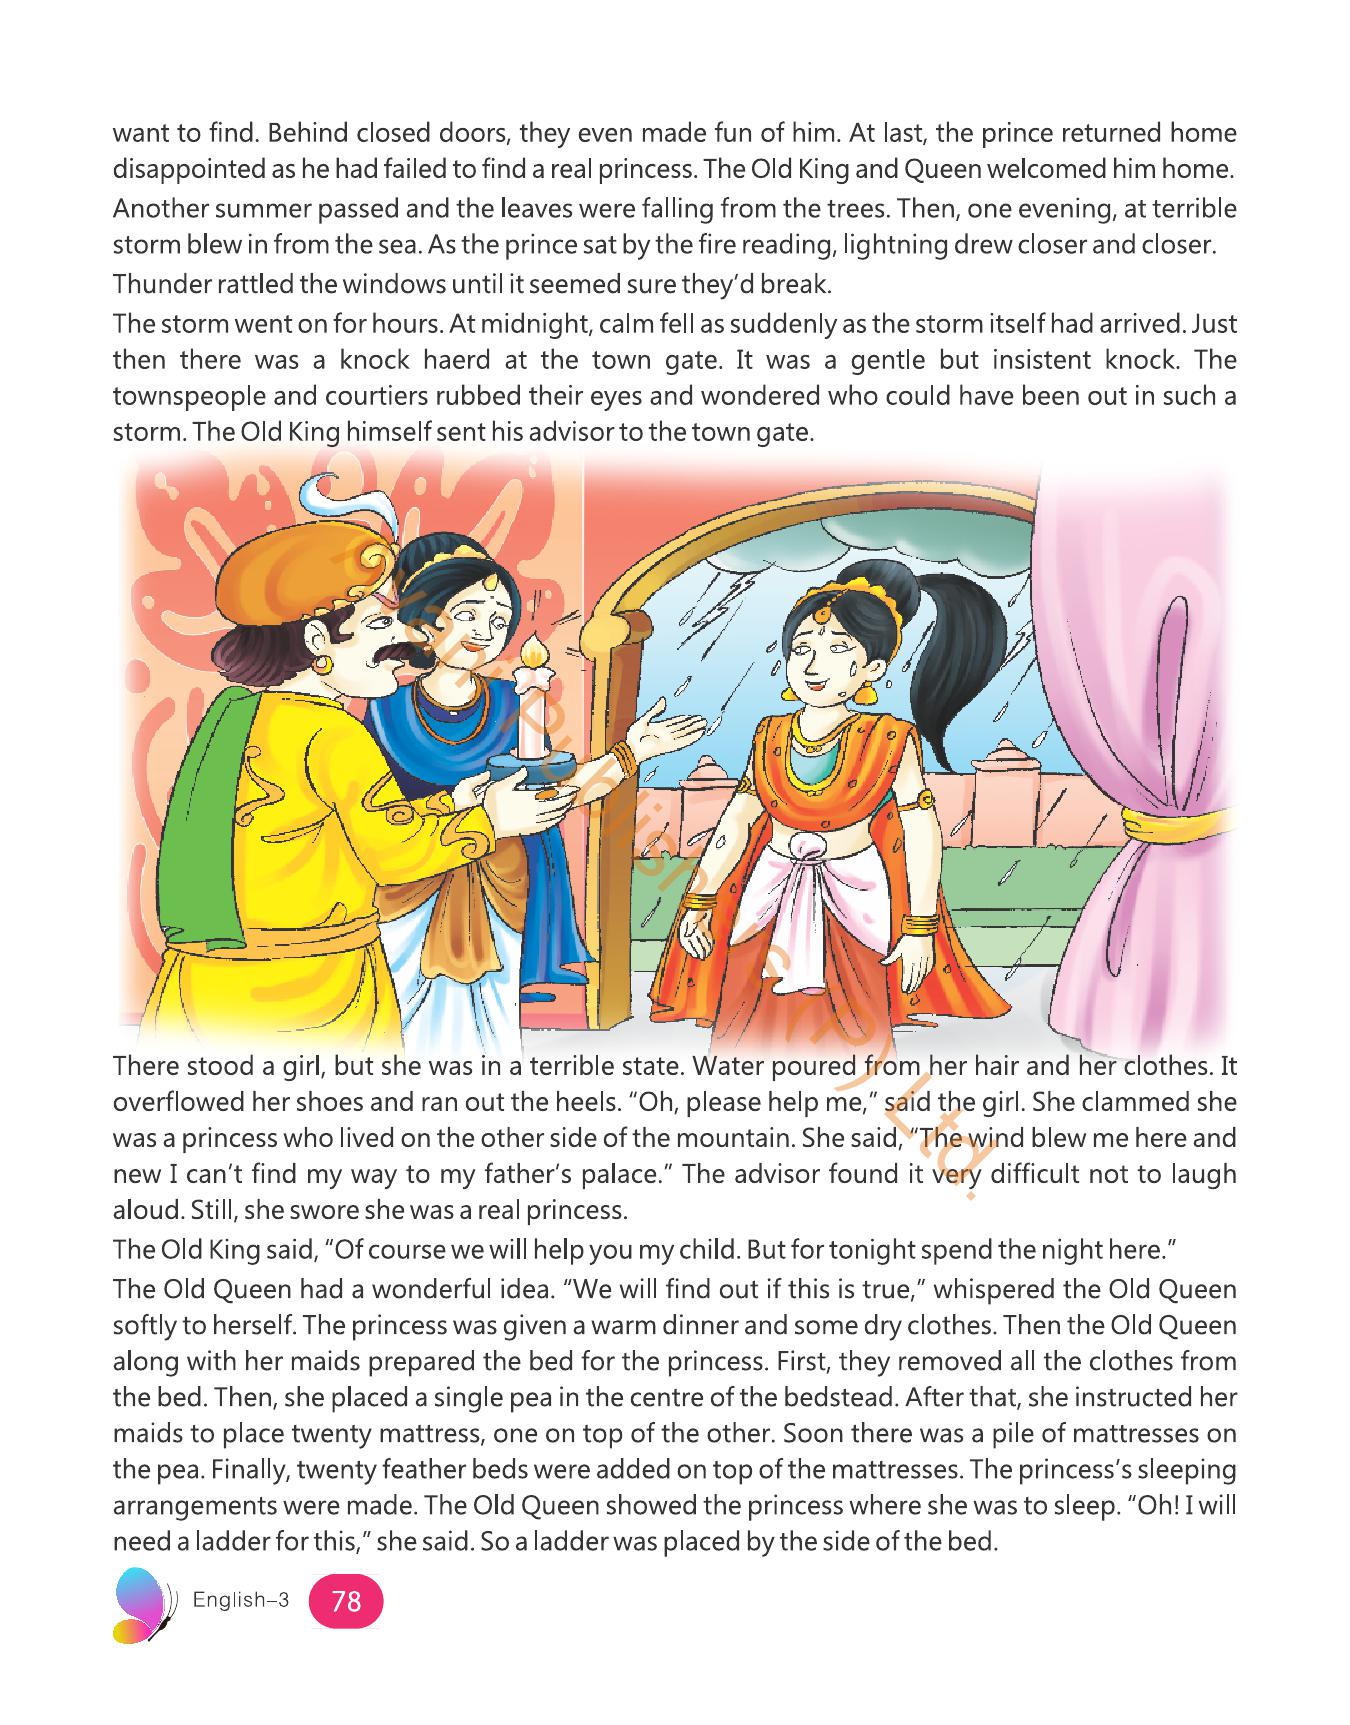 want to find. Behind closed doors, they even made fun of him. At last, the prince returned home
disappointed as he had failed to find a real princess. The Old King and Queen welcomed him home.
Another summer passed and the leaves were falling from the trees. Then, one evening, at terrible
storm blew in from the sea. As the prince sat by the fire reading, lightning drew closer and closer.
Thunder rattled the windows until it seemed sure they’d break.
The storm went on for hours. At midnight, calm fell as suddenly as the storm itself had arrived. Just
then there was a knock haerd at the town gate. It was a gentle but insistent knock. The
townspeople and courtiers rubbed their eyes and wondered who could have been out in such a
storm. The Old King himself sent his advisor to the town gate.
There stood a girl, but she was in a terrible state. Water poured from her hair and her clothes. It
overflowed her shoes and ran out the heels. “Oh, please help me,” said the girl. She clammed she
was a princess who lived on the other side of the mountain. She said, “The wind blew me here and
new I can’t find my way to my father’s palace.” The advisor found it very difficult not to laugh
aloud. Still, she swore she was a real princess.
The Old King said, “Of course we will help you my child. But for tonight spend the night here.”
The Old Queen had a wonderful idea. “We will find out if this is true,” whispered the Old Queen
softly to herself. The princess was given a warm dinner and some dry clothes. Then the Old Queen
along with her maids prepared the bed for the princess. First, they removed all the clothes from
the bed. Then, she placed a single pea in the centre of the bedstead. After that, she instructed her
maids to place twenty mattress, one on top of the other. Soon there was a pile of mattresses on
the pea. Finally, twenty feather beds were added on top of the mattresses. The princess’s sleeping
arrangements were made. The Old Queen showed the princess where she was to sleep. “Oh! I will
need a ladder for this,” she said. So a ladder was placed by the side of the bed.
English–3 78